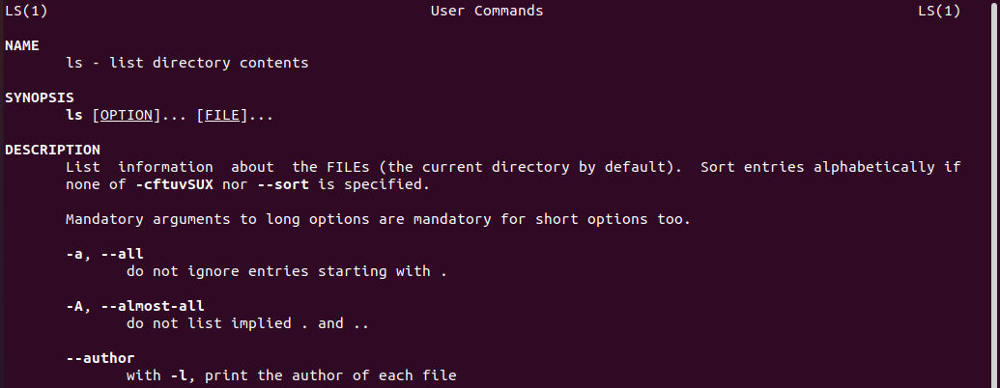 LS(1) User Commands LS(1)
NAME
ls - list directory contents
SYNOPSIS
ls [OPTION]... [FILE]...
DESCRIPTION
List information about the FILEs (the current directory by default). Sort entries alphabetically if
none of -cftuvSUX nor --sort is specified.
Mandatory arguments to long options are mandatory for short options too.
-a, --all
do not ignore entries starting with .
-A, --almost-all
do not list implied . and ..
--author
with -l, print the author of each file